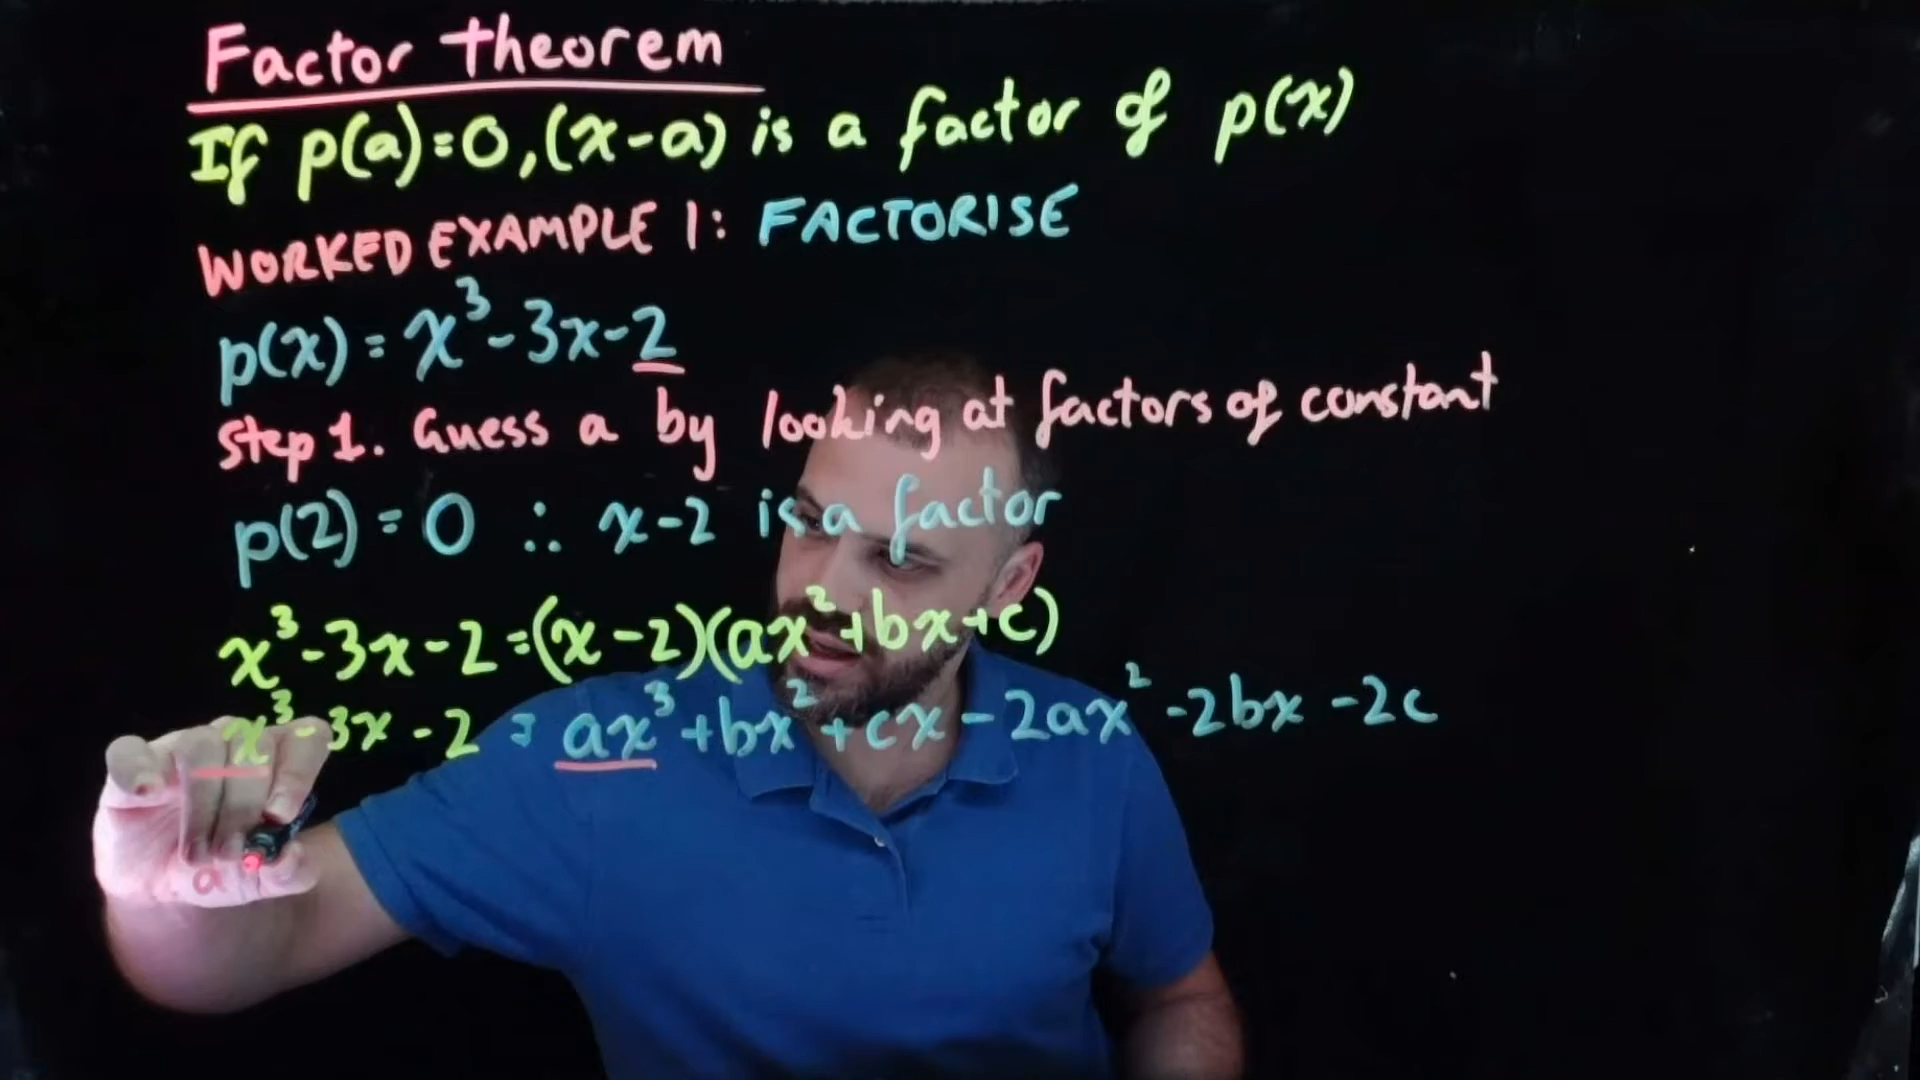 Factor theorem
If p(a)=0, (x-a) is a factor of p(x)
WORKED EXAMPLE 1: FACTORISE
p(x) = x³-3x-2
Step 1. Guess a by looking at factors of constant
p(2) = 0 ∴ x-2 is a factor
x³-3x-2=(x-2)(ax²+bx+c)
x³-3x-2 = ax³+bx²+cx-2ax²-2bx-2c
a